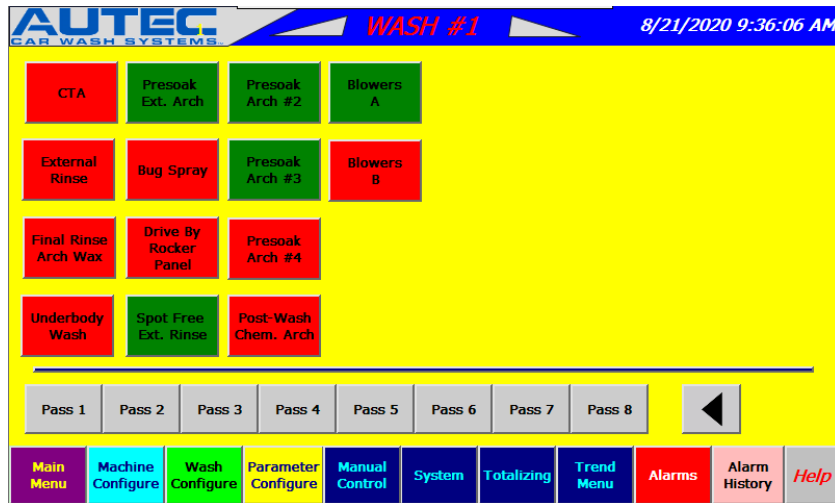 AUTEC
CAR WASH SYSTEMS
WASH #1
8/21/2020 9:36:06 AM
CTA
Presoak
Ext. Arch
Presoak
Arch #2
Blowers
A
External
Rinse
Bug Spray
Presoak
Arch #3
Blowers
B
Final Rinse
Arch Wax
Drive By
Rocker
Panel
Presoak
Arch #4
Underbody
Wash
Spot Free
Ext. Rinse
Post-Wash
Chem. Arch
Pass 1
Pass 2
Pass 3
Pass 4
Pass 5
Pass 6
Pass 7
Pass 8
Main
Menu
Machine
Configure
Wash
Configure
Parameter
Configure
Manual
Control
System
Totalizing
Trend
Menu
Alarms
Alarm
History
Help